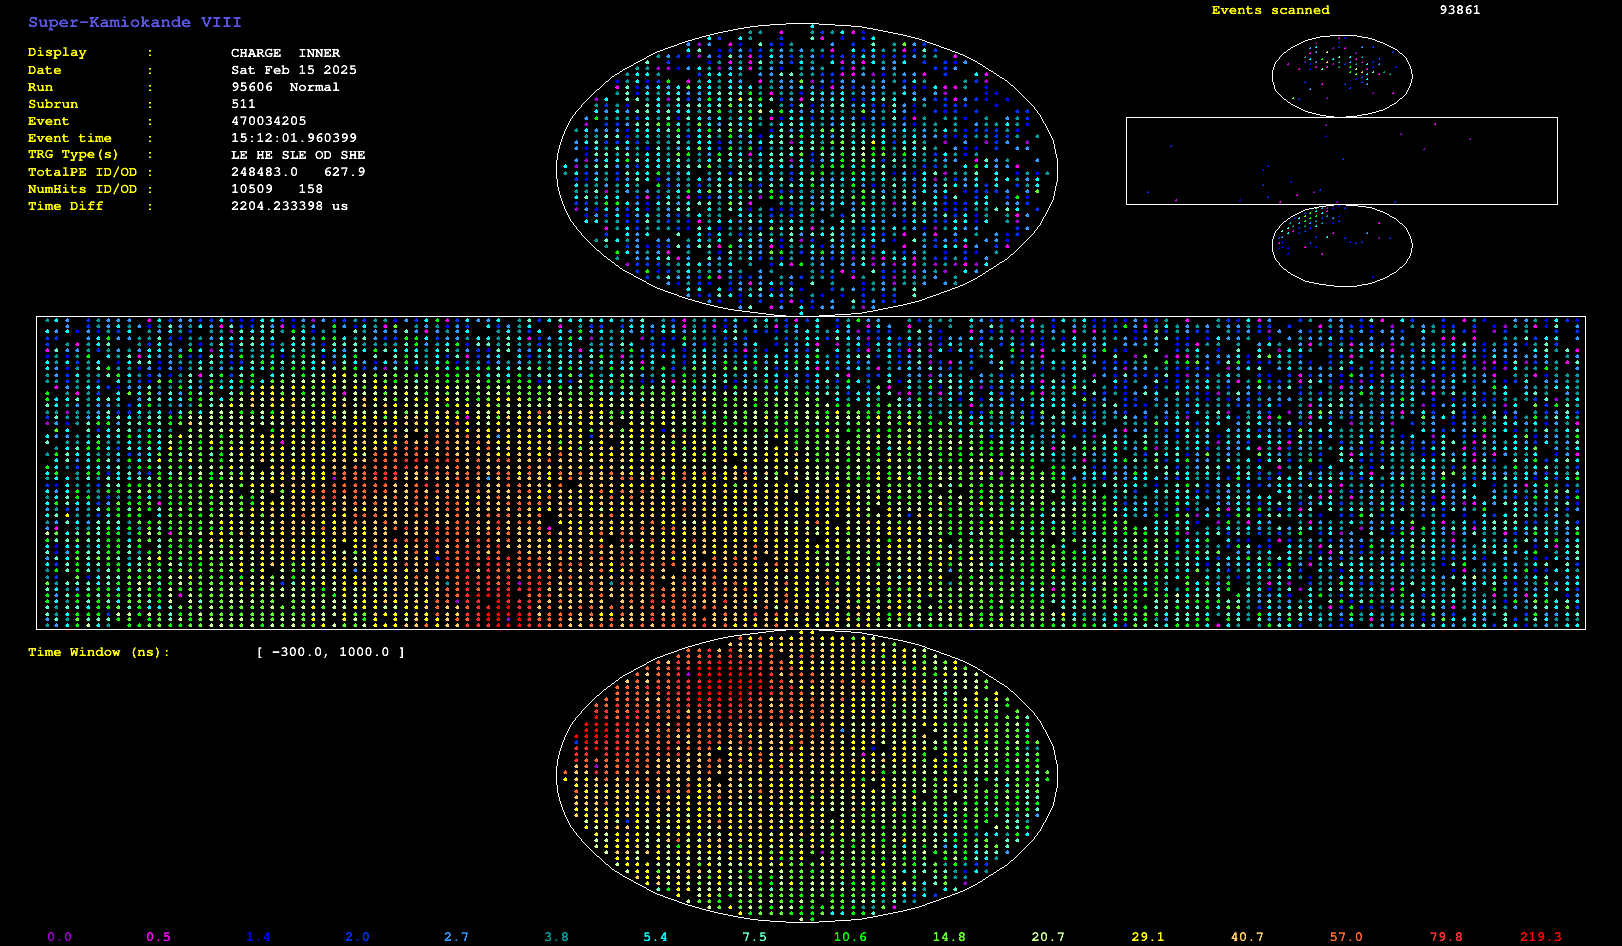 Super-Kamiokande VIII
Events scanned 93861
Display : CHARGE INNER
Date : Sat Feb 15 2025
Run : 95606 Normal
Subrun : 511
Event : 470034205
Event time : 15:12:01.960399
TRG Type(s) : LE HE SLE OD SHE
TotalPE ID/OD : 248483.0 627.9
NumHits ID/OD : 10509 158
Time Diff : 2204.233398 us
Time Window (ns): [ -300.0, 1000.0 ]
0.0 0.5 1.4 2.0 2.7 3.8 5.4 7.5 10.6 14.8 20.7 29.1 40.7 57.0 79.8 219.3